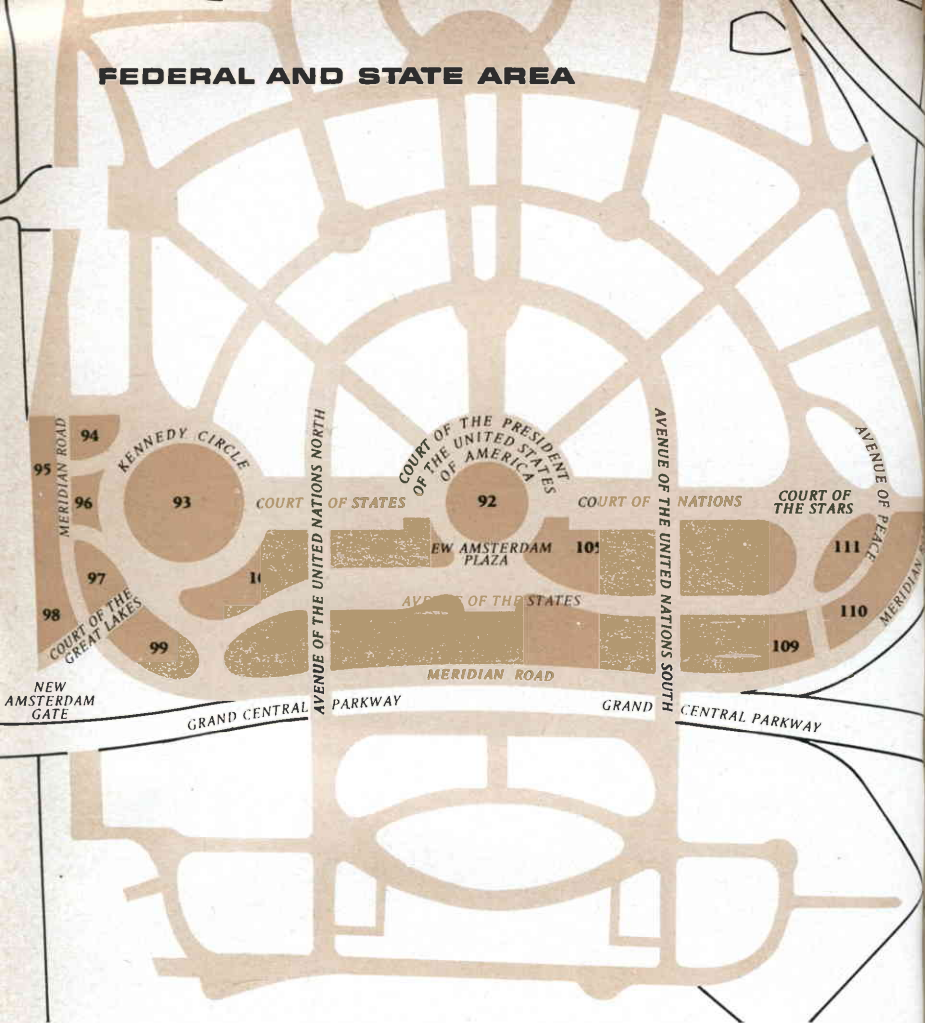 FEDERAL AND STATE AREA
94
MERIDIAN ROAD
95
96
KENNEDY CIRCLE
93
97
98
COURT OF THE
GREAT LAKES
99
NEW
AMSTERDAM
GATE
COURT OF STATES
AVENUE OF THE UNITED NATIONS NORTH
COURT OF THE PRESIDENT
OF THE UNITED STATES
OF AMERICA
92
AMSTERDAM
PLAZA
OF THE STATES
MERIDIAN ROAD
COURT OF NATIONS
AVENUE OF THE UNITED NATIONS SOUTH
COURT OF
THE STARS
AVENUE OF PEACE
111
110
109
GRAND CENTRAL PARKWAY
GRAND CENTRAL PARKWAY